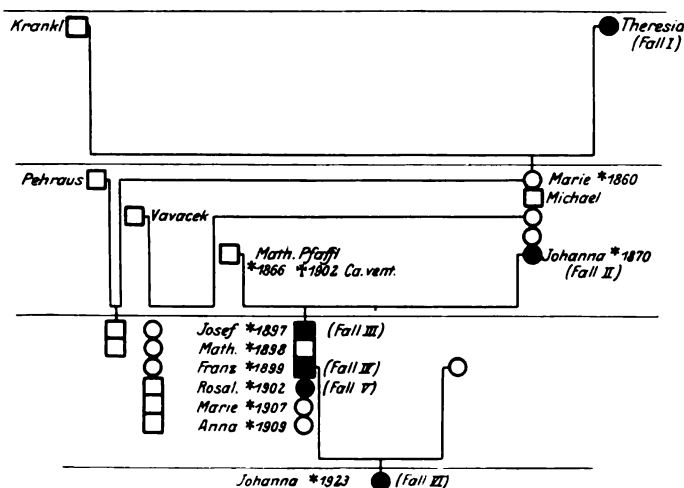 Krankl
Theresia
(Fall I)
Pehraus
Marie *1860
Michael
Vavacek
Math. Pfaffl
*1866 †1902 Ca. vent.
Johanna *1870
(Fall II)
Josef *1897 (Fall III)
Math. *1898
Franz *1899 (Fall IV)
Rosal. *1902 (Fall V)
Marie *1907
Anna *1909
Johanna *1923 (Fall VI)